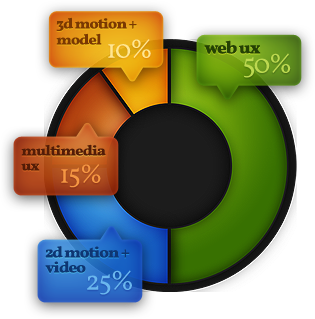 3d motion +
model
10%
web ux
50%
multimedia
ux
15%
2d motion +
video
25%